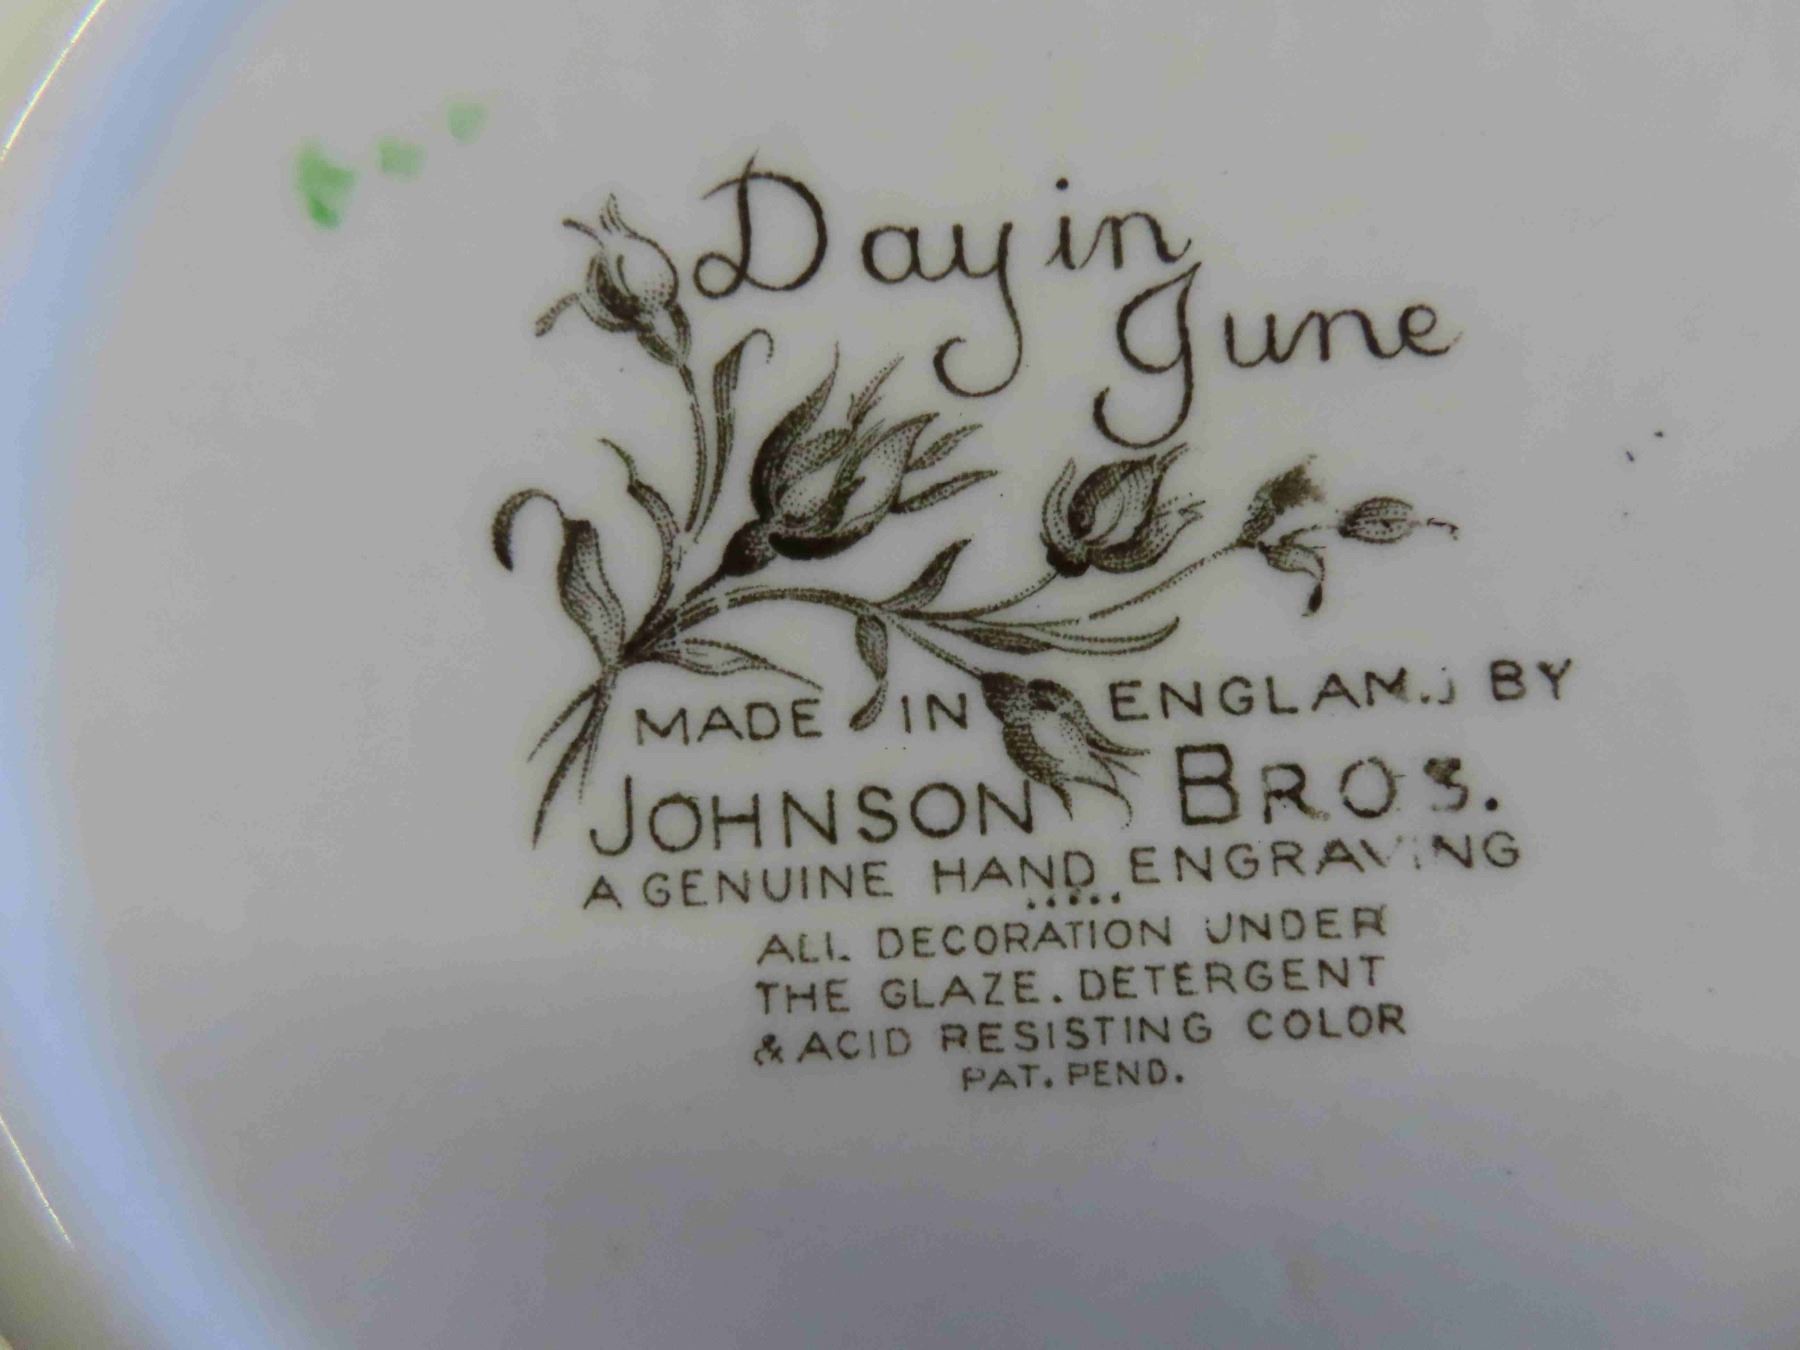 Day in
June
MADE IN ENGLAND BY
JOHNSON BROS.
A GENUINE HAND ENGRAVING
.....
ALL DECORATION UNDER
THE GLAZE. DETERGENT
& ACID RESISTING COLOR
PAT. PEND.